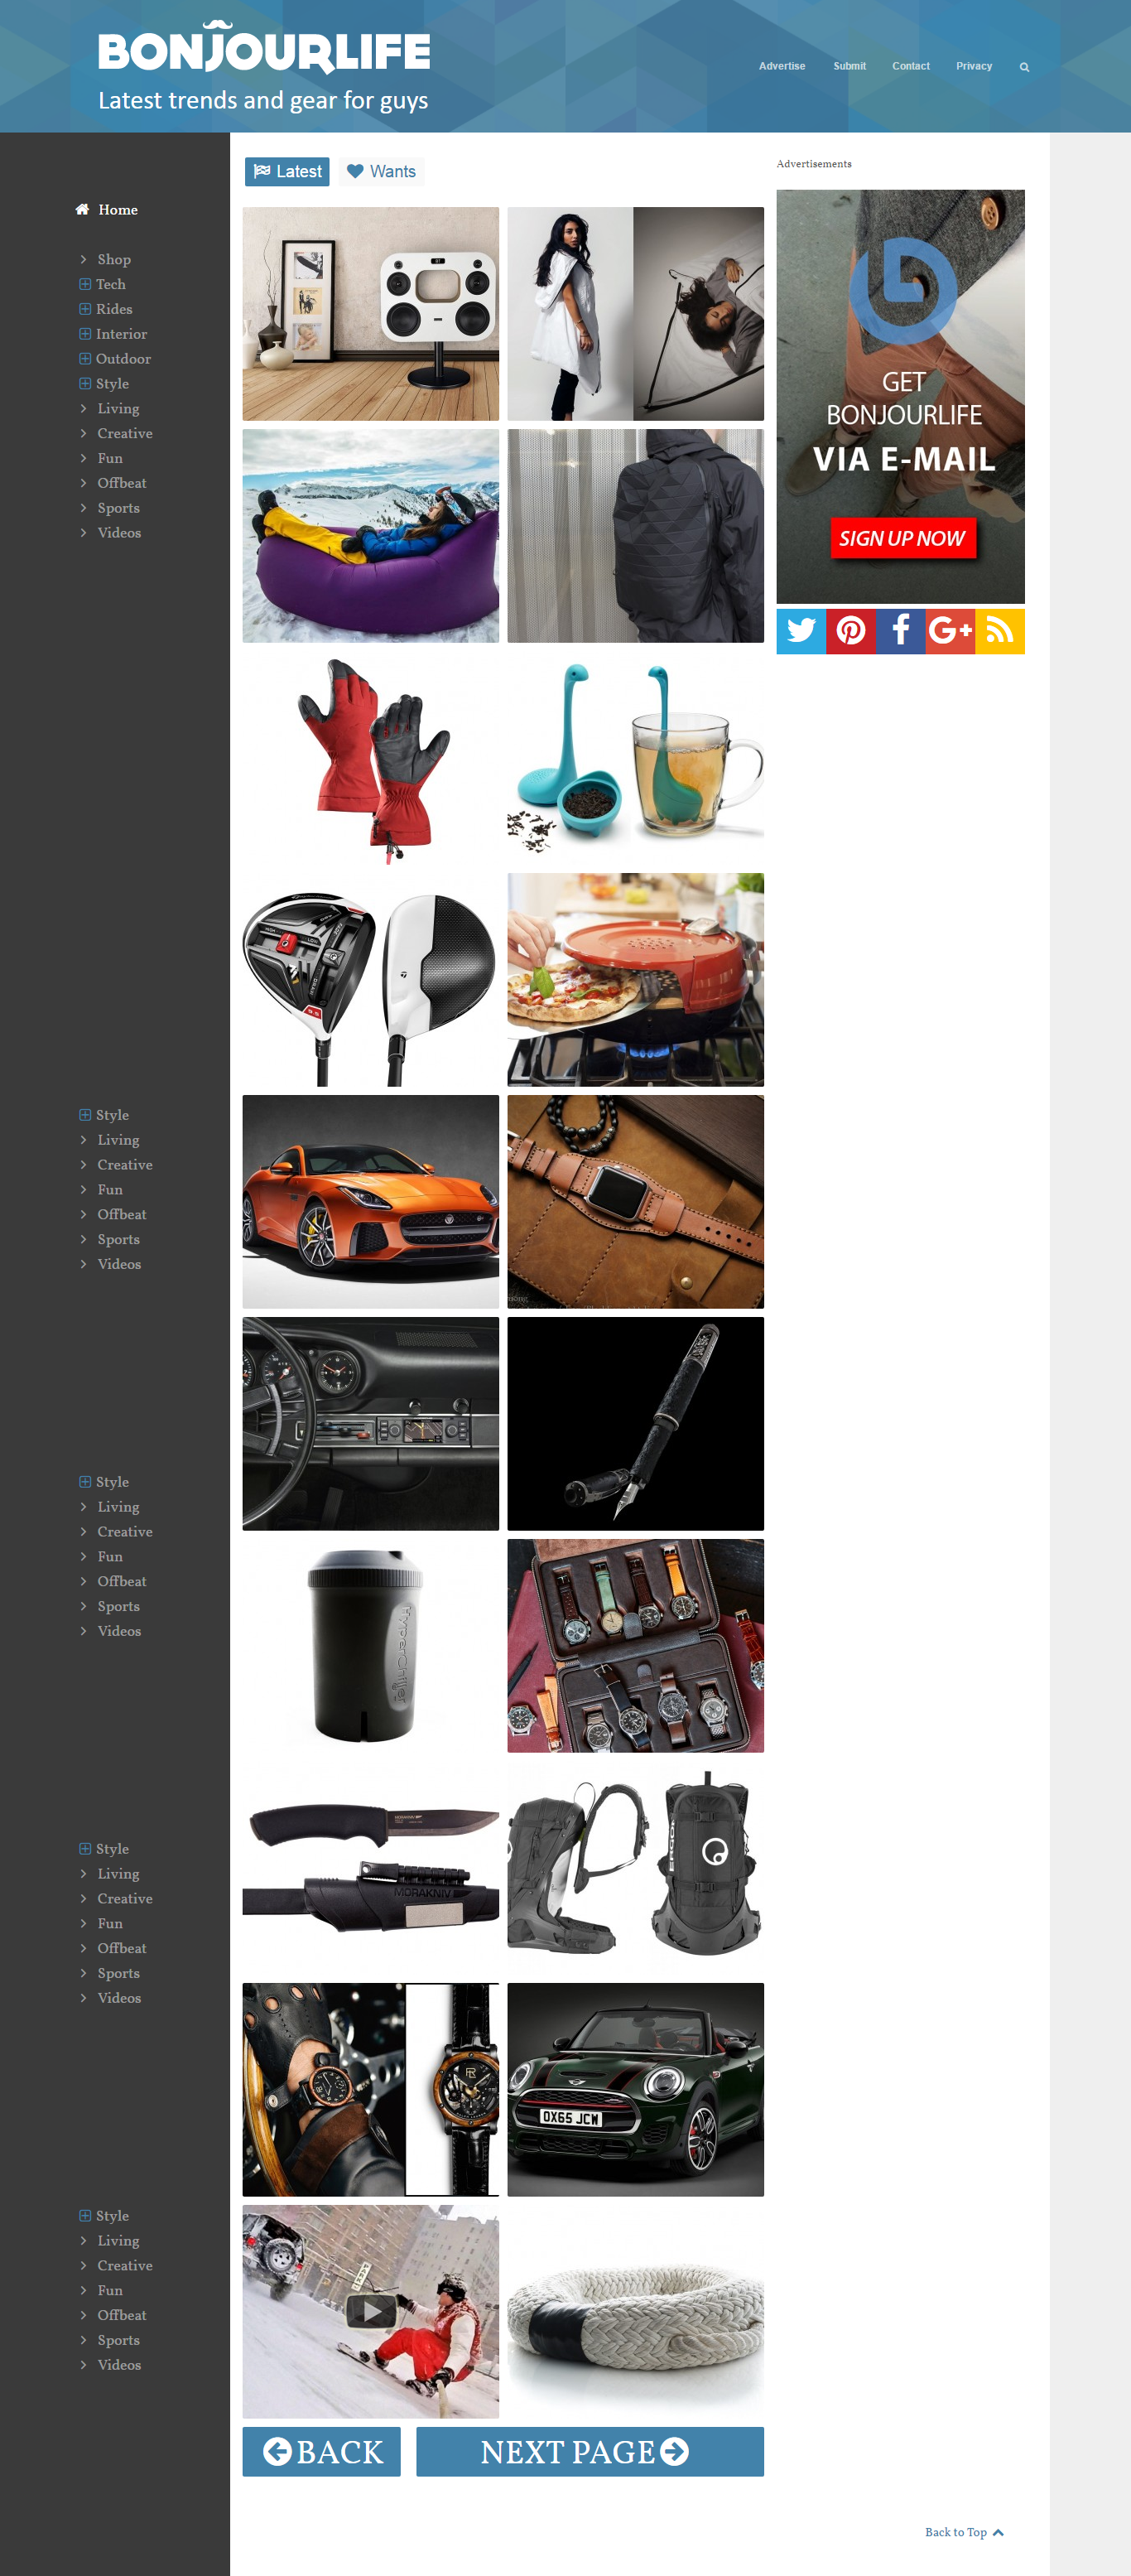 BONJOURLIFE
Latest trends and gear for guys
Advertise Submit Contact Privacy
Home
Shop
Tech
Rides
Interior
Outdoor
Style
Living
Creative
Fun
Offbeat
Sports
Videos
Style
Living
Creative
Fun
Offbeat
Sports
Videos
Style
Living
Creative
Fun
Offbeat
Sports
Videos
Style
Living
Creative
Fun
Offbeat
Sports
Videos
Style
Living
Creative
Fun
Offbeat
Sports
Videos
Latest Wants
HyperChiller
MORAKNIV
MORAKNIV
ERGON
OX65 JCW
BACK NEXT PAGE
Advertisements
GET
BONJOURLIFE
VIA E-MAIL
SIGN UP NOW
Back to Top